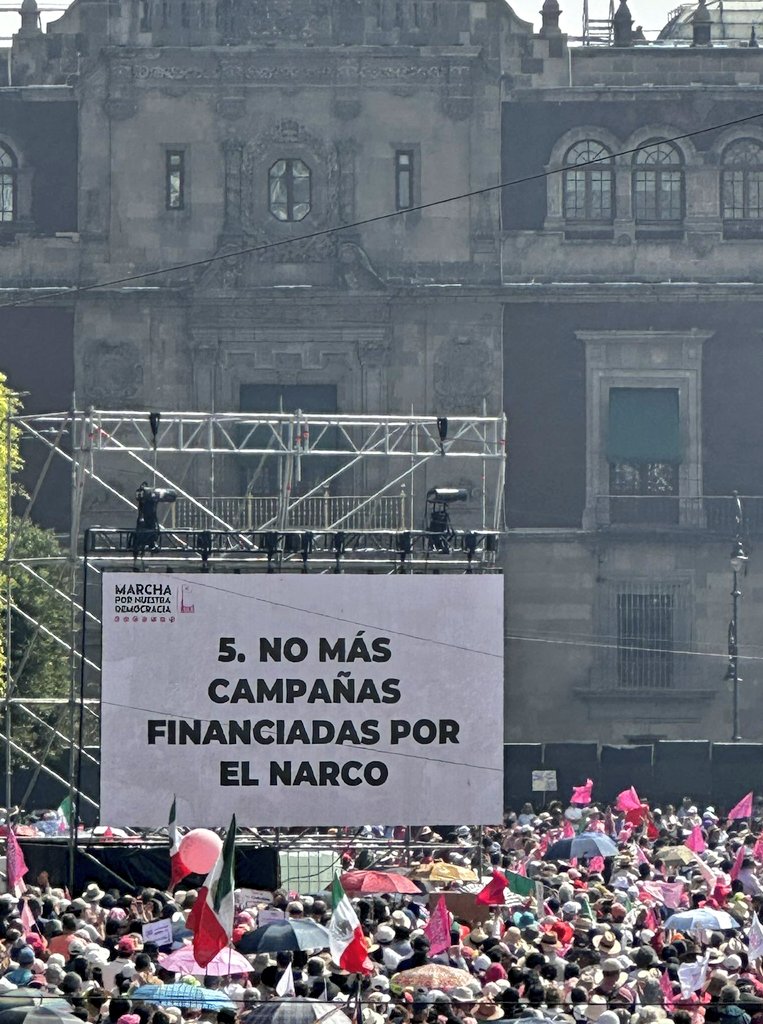 MARCHA
POR NUESTRA
DEMOCRACIA
5. NO MÁS
CAMPAÑAS
FINANCIADAS POR
EL NARCO